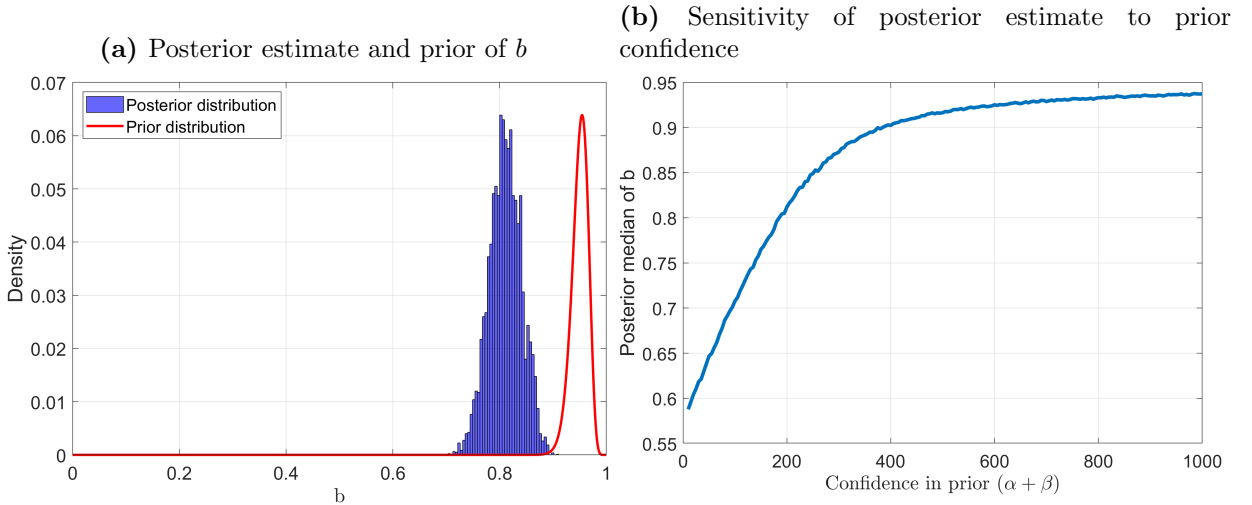 (a) Posterior estimate and prior of b
0.07
0.06
0.05
0.04
0.03
0.02
0.01
0
Density
Posterior distribution
Prior distribution
0 0.2 0.4 0.6 0.8 1
b
(b) Sensitivity of posterior estimate to prior
confidence
0.95
0.9
0.85
0.8
0.75
0.7
0.65
0.6
0.55
Posterior median of b
0 200 400 600 800 1000
Confidence in prior (α + β)